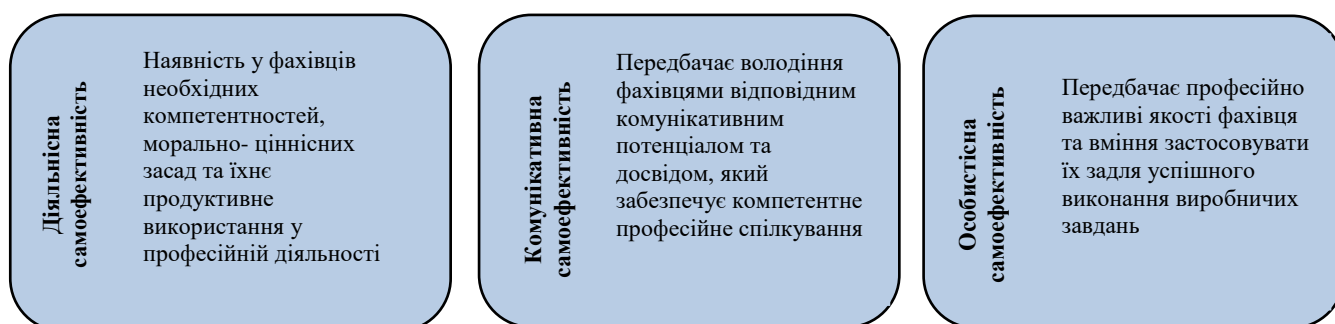 Діяльнісна
самоефективність
Наявність у фахівців
необхідних
компетентностей,
морально- ціннісних
засад та їхнє
продуктивне
використання у
професійній діяльності
Комунікативна
самоефективність
Передбачає володіння
фахівцями відповідним
комунікативним
потенціалом та
досвідом, який
забезпечує компетентне
професійне спілкування
Особистісна
самоефективність
Передбачає професійно
важливі якості фахівця
та вміння застосовувати
їх задля успішного
виконання виробничих
завдань